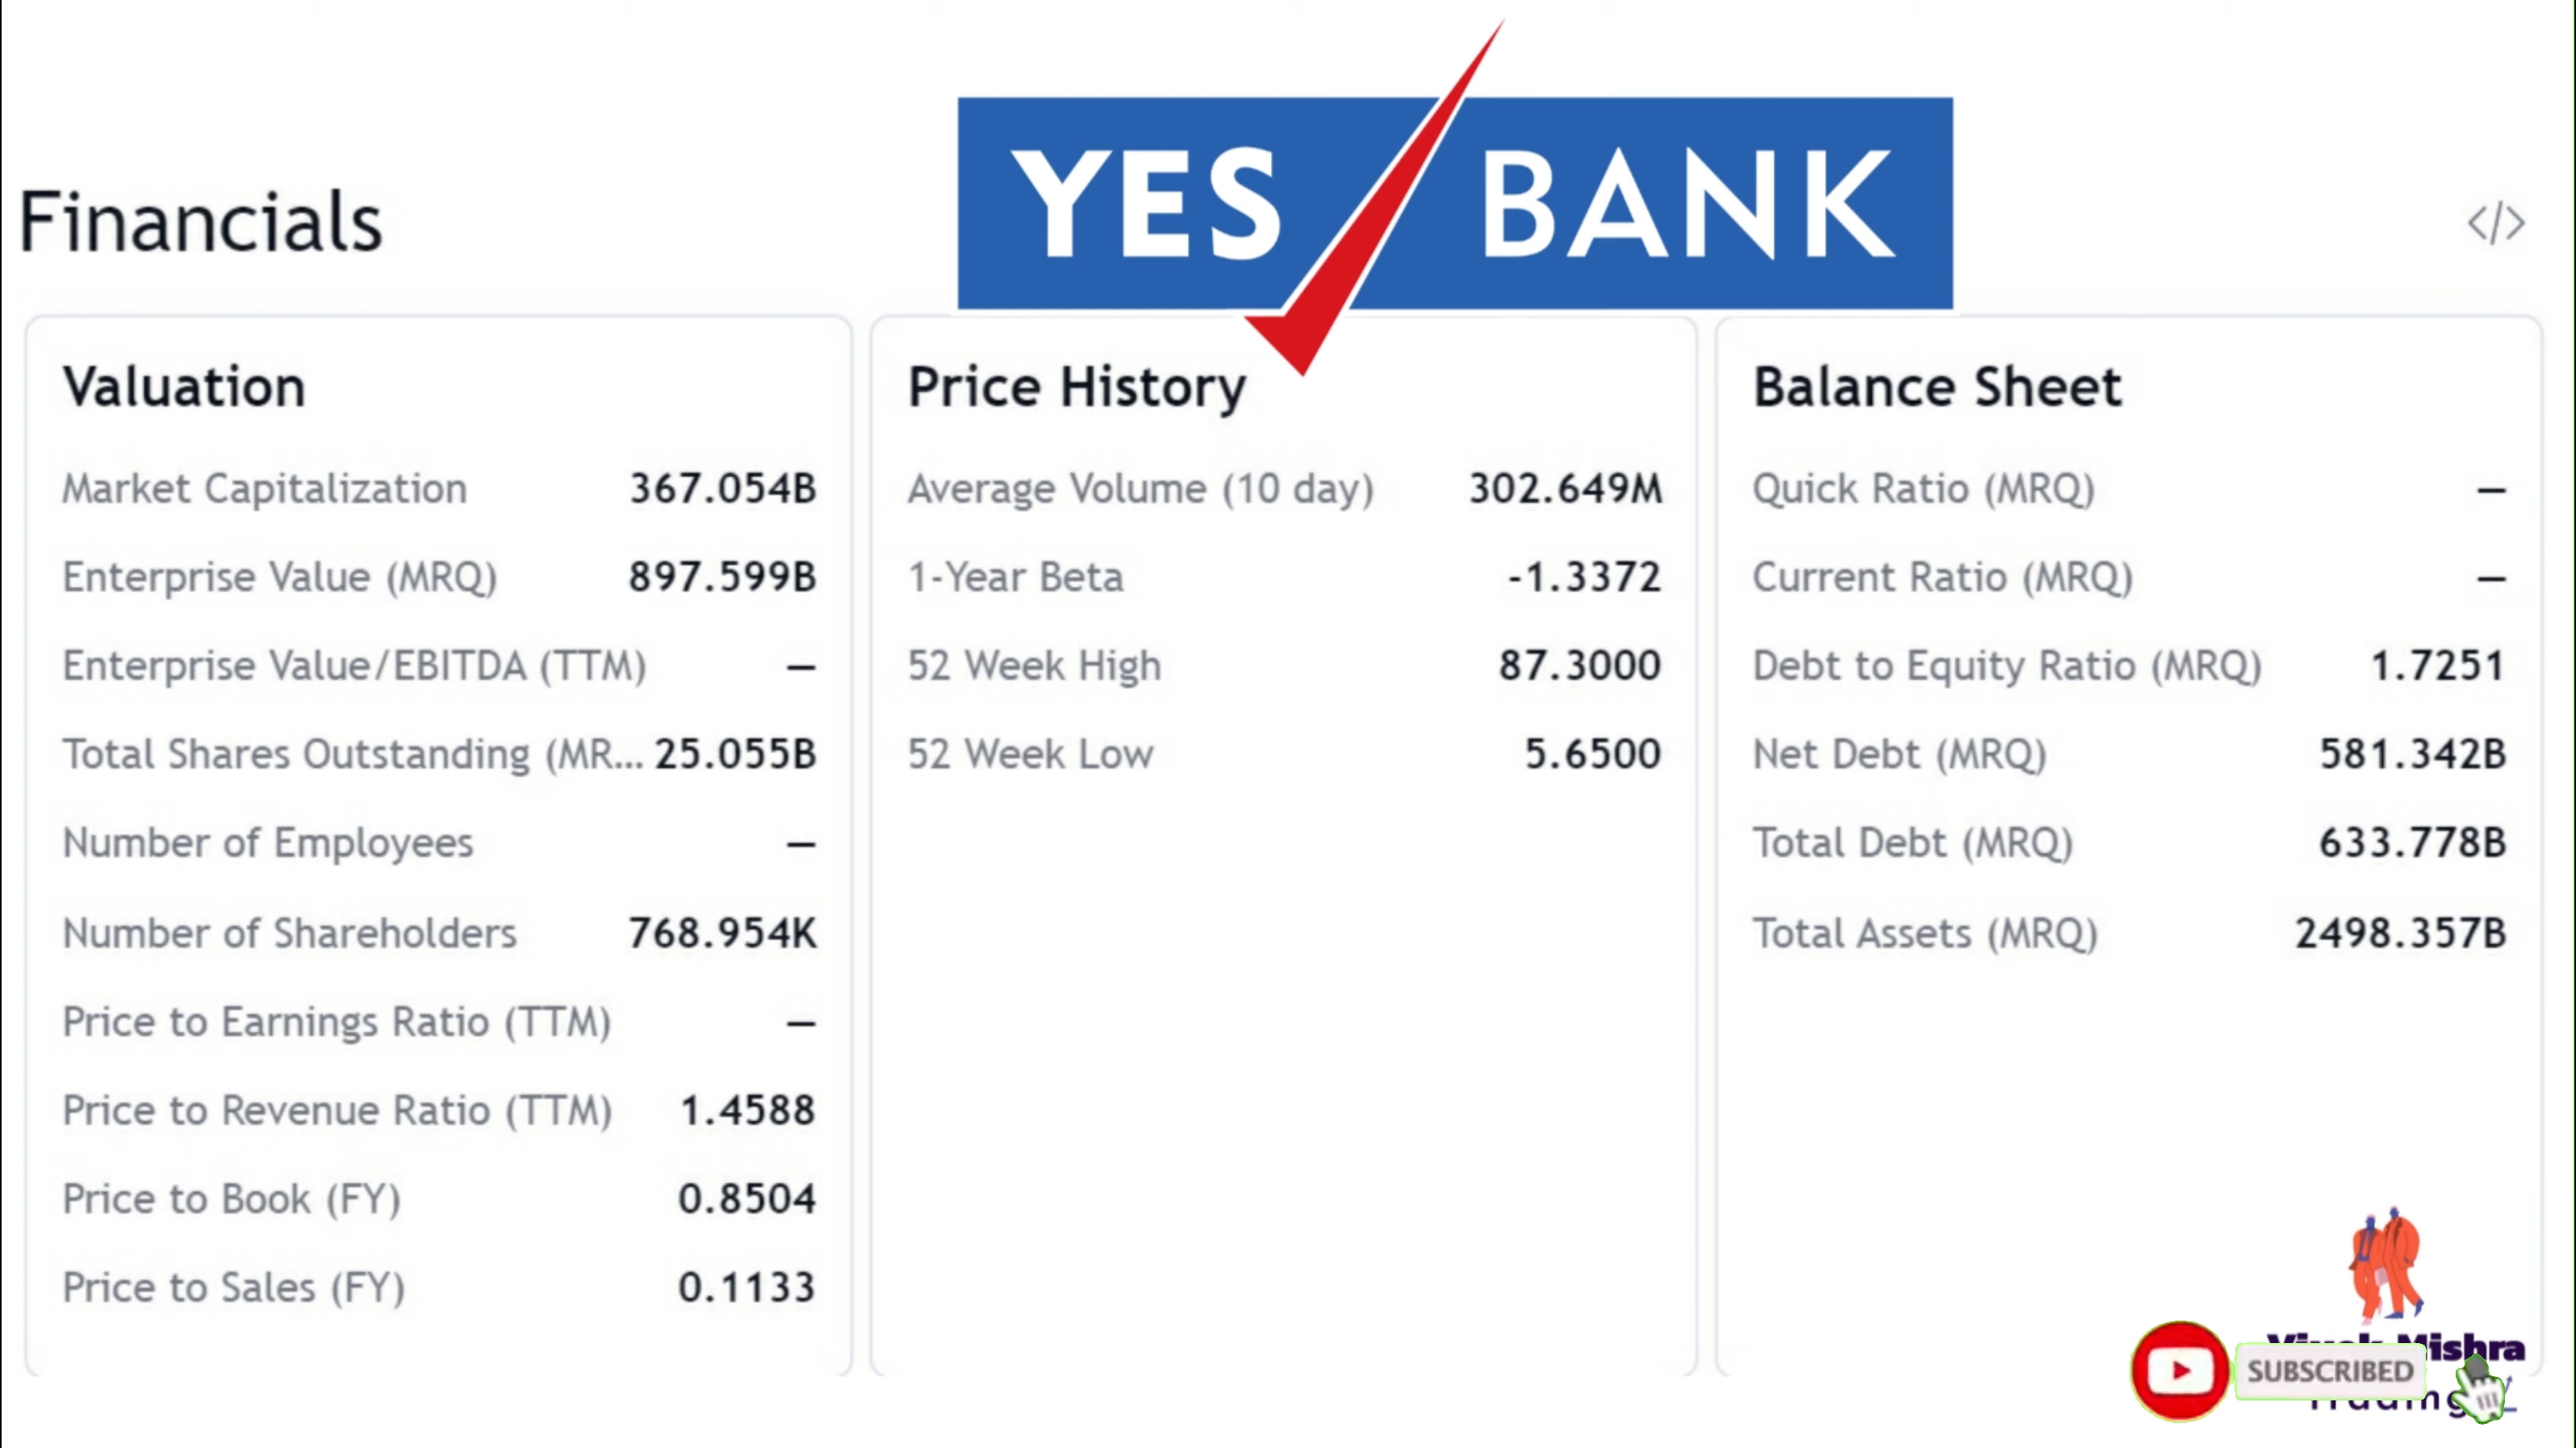 YES BANK
Financials
</>
Valuation
Market Capitalization 367.054B
Enterprise Value (MRQ) 897.599B
Enterprise Value/EBITDA (TTM) —
Total Shares Outstanding (MR... 25.055B
Number of Employees —
Number of Shareholders 768.954K
Price to Earnings Ratio (TTM) —
Price to Revenue Ratio (TTM) 1.4588
Price to Book (FY) 0.8504
Price to Sales (FY) 0.1133
Price History
Average Volume (10 day) 302.649M
1-Year Beta -1.3372
52 Week High 87.3000
52 Week Low 5.6500
Balance Sheet
Quick Ratio (MRQ) —
Current Ratio (MRQ) —
Debt to Equity Ratio (MRQ) 1.7251
Net Debt (MRQ) 581.342B
Total Debt (MRQ) 633.778B
Total Assets (MRQ) 2498.357B
Mishra
SUBSCRIBED